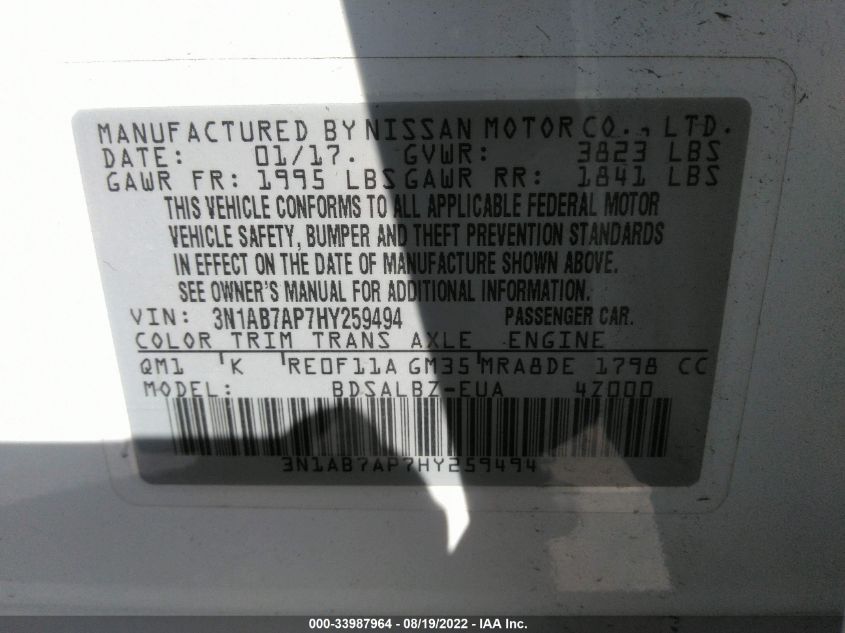 MANUFACTURED BY NISSAN MOTOR CO., LTD.
DATE: 01/17. GVWR: 3823 LBS
GAWR FR: 1995 LBS GAWR RR: 1841 LBS
THIS VEHICLE CONFORMS TO ALL APPLICABLE FEDERAL MOTOR
VEHICLE SAFETY, BUMPER AND THEFT PREVENTION STANDARDS
IN EFFECT ON THE DATE OF MANUFACTURE SHOWN ABOVE.
SEE OWNER'S MANUAL FOR ADDITIONAL INFORMATION.
VIN: 3N1AB7AP7HY259494 PASSENGER CAR.
COLOR TRIM TRANS AXLE ENGINE
QM1 K RE0F11A GM35 MRA8DE 1798 CC
MODEL: BDSALBZ-EUA 4Z000
3N1AB7AP7HY259494
000-33987964 - 08/19/2022 - IAA Inc.